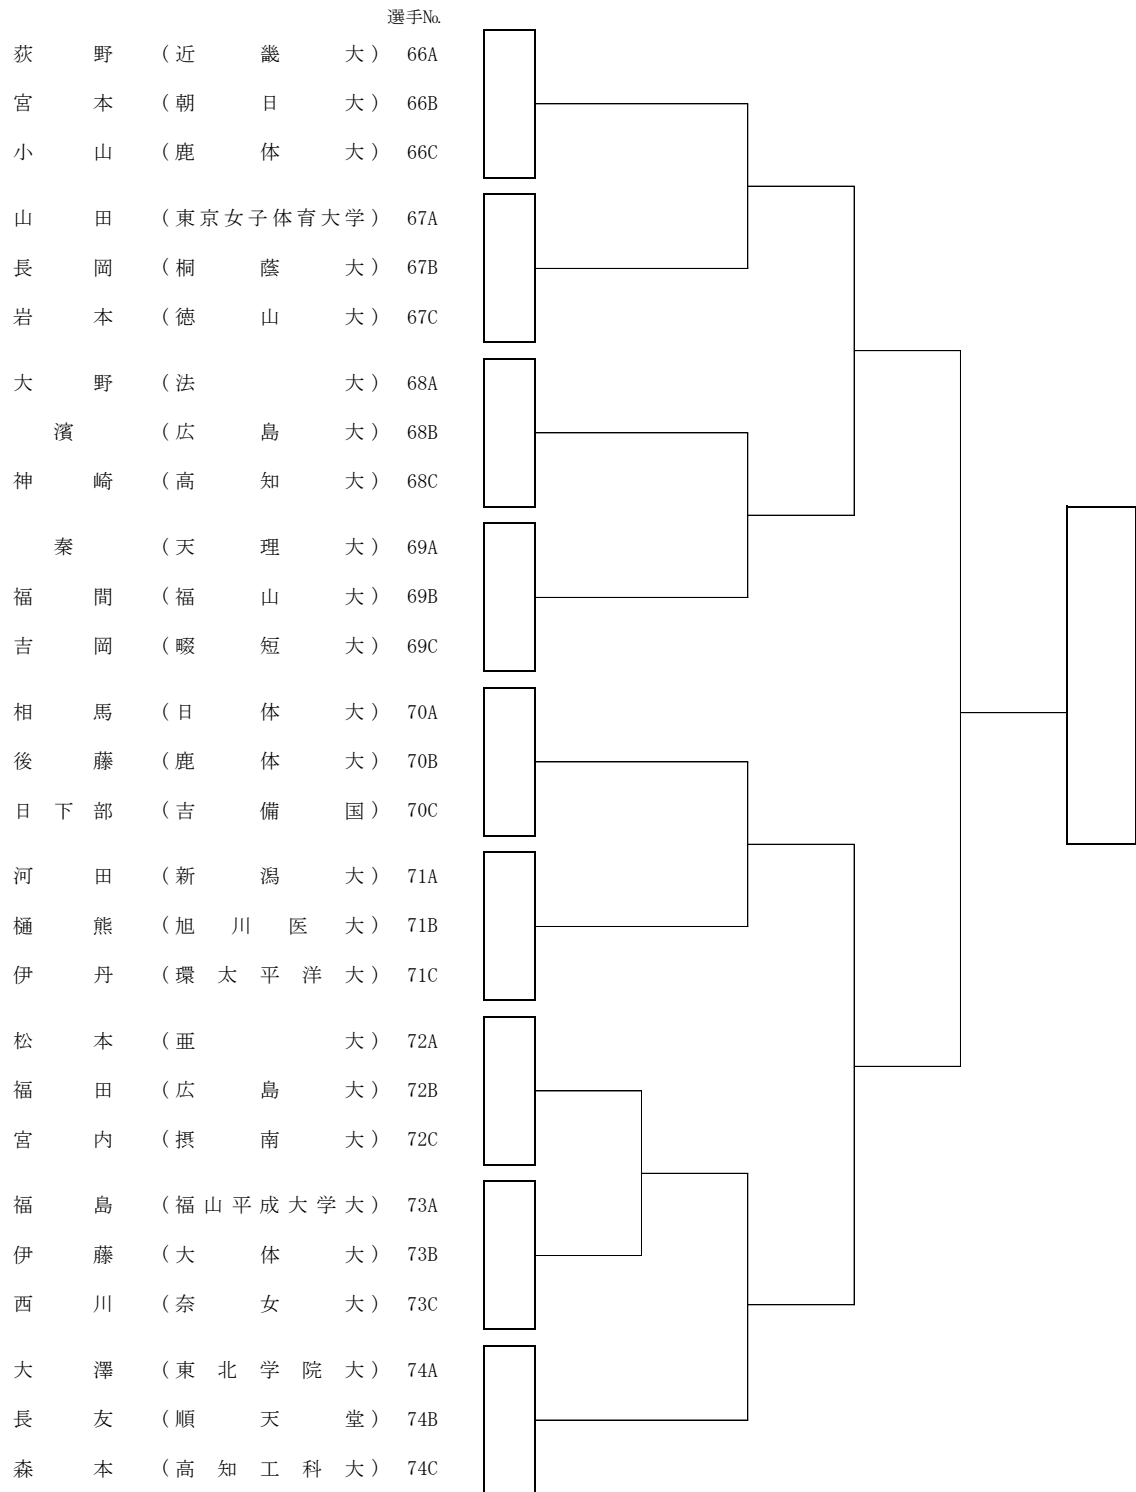 選手№
荻野（近畿大）66A
宮本（朝日大）66B
小山（鹿体大）66C
山田（東京女子体育大学）67A
長岡（桐蔭大）67B
岩本（徳山大）67C
大野（法大）68A
濱（広島大）68B
神崎（高知大）68C
秦（天理大）69A
福間（福山大）69B
吉岡（畷短大）69C
相馬（日体大）70A
後藤（鹿体大）70B
日下部（吉備国）70C
河田（新潟大）71A
樋熊（旭川医大）71B
伊丹（環太平洋大）71C
松本（亜大）72A
福田（広島大）72B
宮内（摂南大）72C
福島（福山平成大学大）73A
伊藤（大体大）73B
西川（奈女大）73C
大澤（東北学院大）74A
長友（順天堂）74B
森本（高知工科大）74C